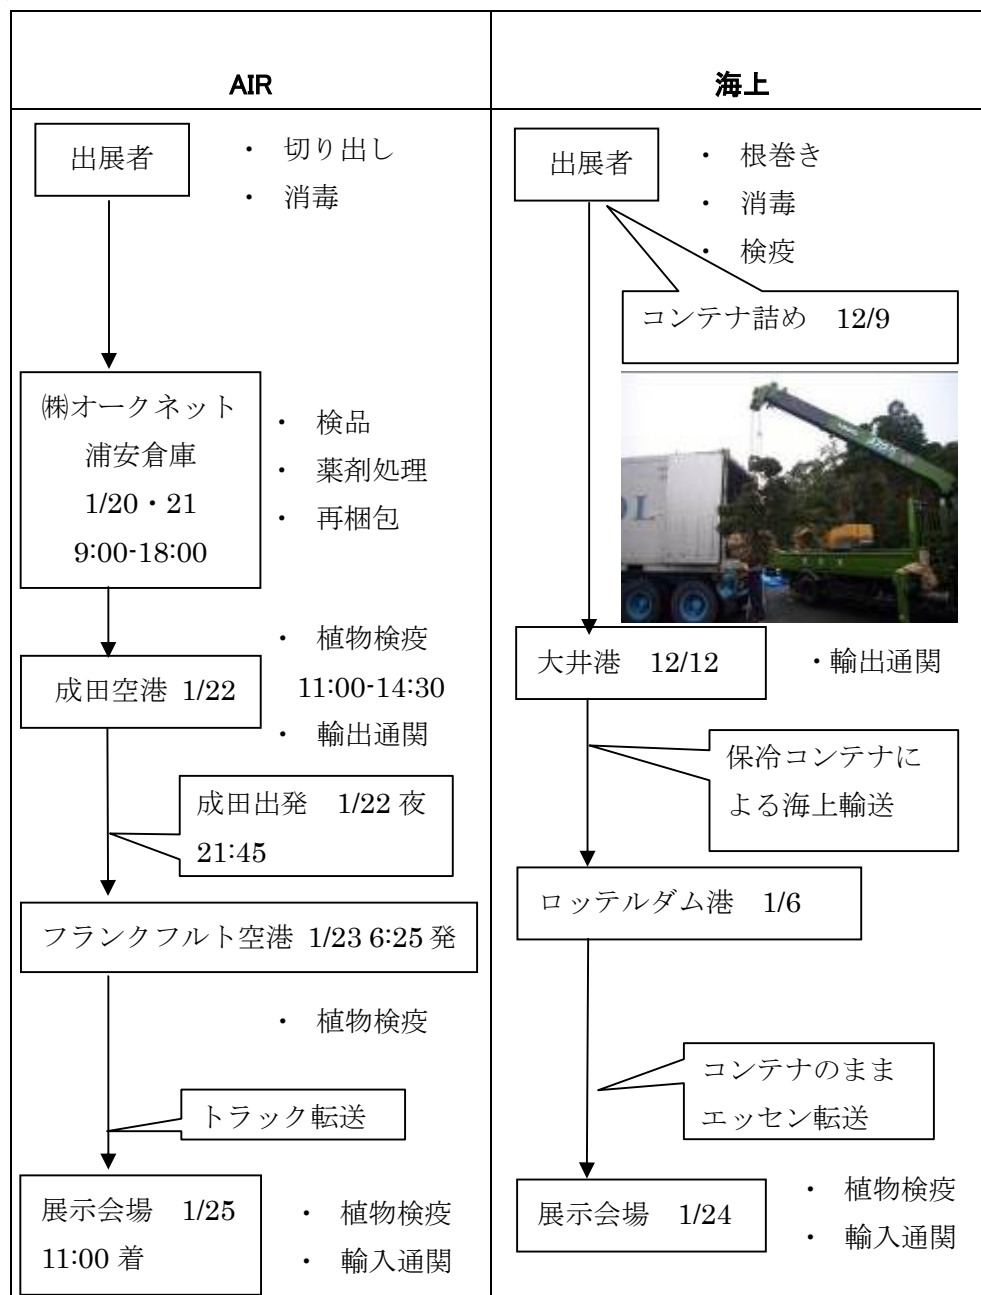 AIR
出展者
・ 切り出し
・ 消毒
㈱オークネット
浦安倉庫
1/20・21
9:00-18:00
・ 検品
・ 薬剤処理
・ 再梱包
成田空港 1/22
・ 植物検疫
11:00-14:30
・ 輸出通関
成田出発 1/22 夜
21:45
フランクフルト空港 1/23 6:25 発
・ 植物検疫
トラック転送
展示会場 1/25
11:00 着
・ 植物検疫
・ 輸入通関
海上
出展者
・ 根巻き
・ 消毒
・ 検疫
コンテナ詰め 12/9
大井港 12/12
・輸出通関
保冷コンテナに
よる海上輸送
ロッテルダム港 1/6
コンテナのまま
エッセン転送
展示会場 1/24
・ 植物検疫
・ 輸入通関